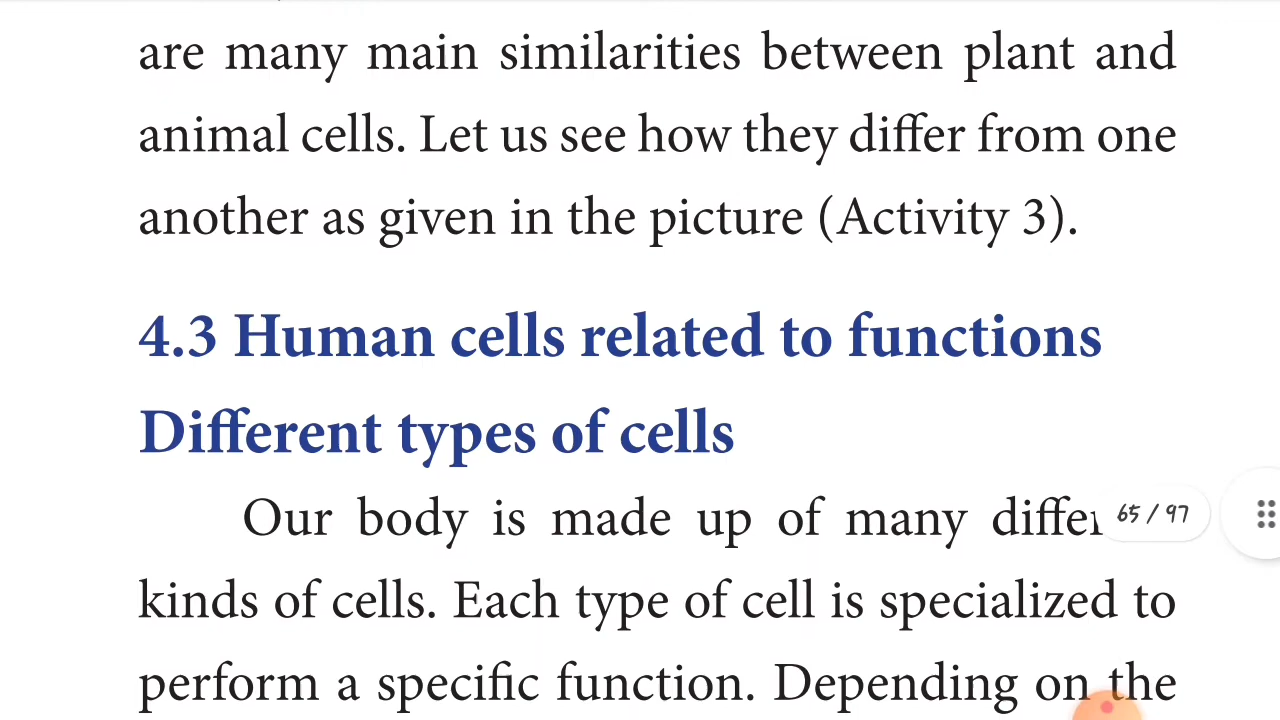 are many main similarities between plant and
animal cells. Let us see how they differ from one
another as given in the picture (Activity 3).
4.3 Human cells related to functions
Different types of cells
Our body is made up of many
65 / 97
kinds of cells. Each type of cell is specialized to
perform a specific function. Depending on the